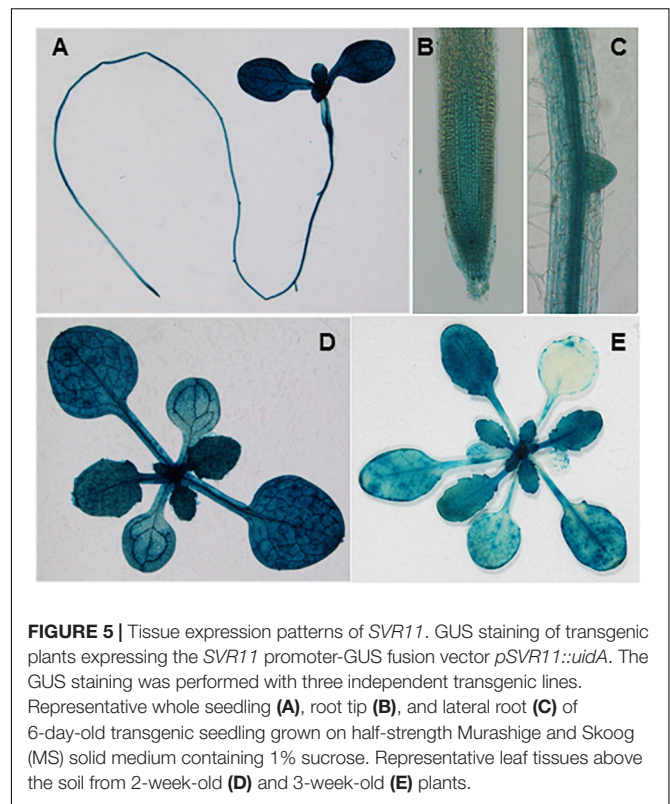 A
B
C
D
E
FIGURE 5 | Tissue expression patterns of SVR11. GUS staining of transgenic
plants expressing the SVR11 promoter-GUS fusion vector pSVR11::uidA. The
GUS staining was performed with three independent transgenic lines.
Representative whole seedling (A), root tip (B), and lateral root (C) of
6-day-old transgenic seedling grown on half-strength Murashige and Skoog
(MS) solid medium containing 1% sucrose. Representative leaf tissues above
the soil from 2-week-old (D) and 3-week-old (E) plants.